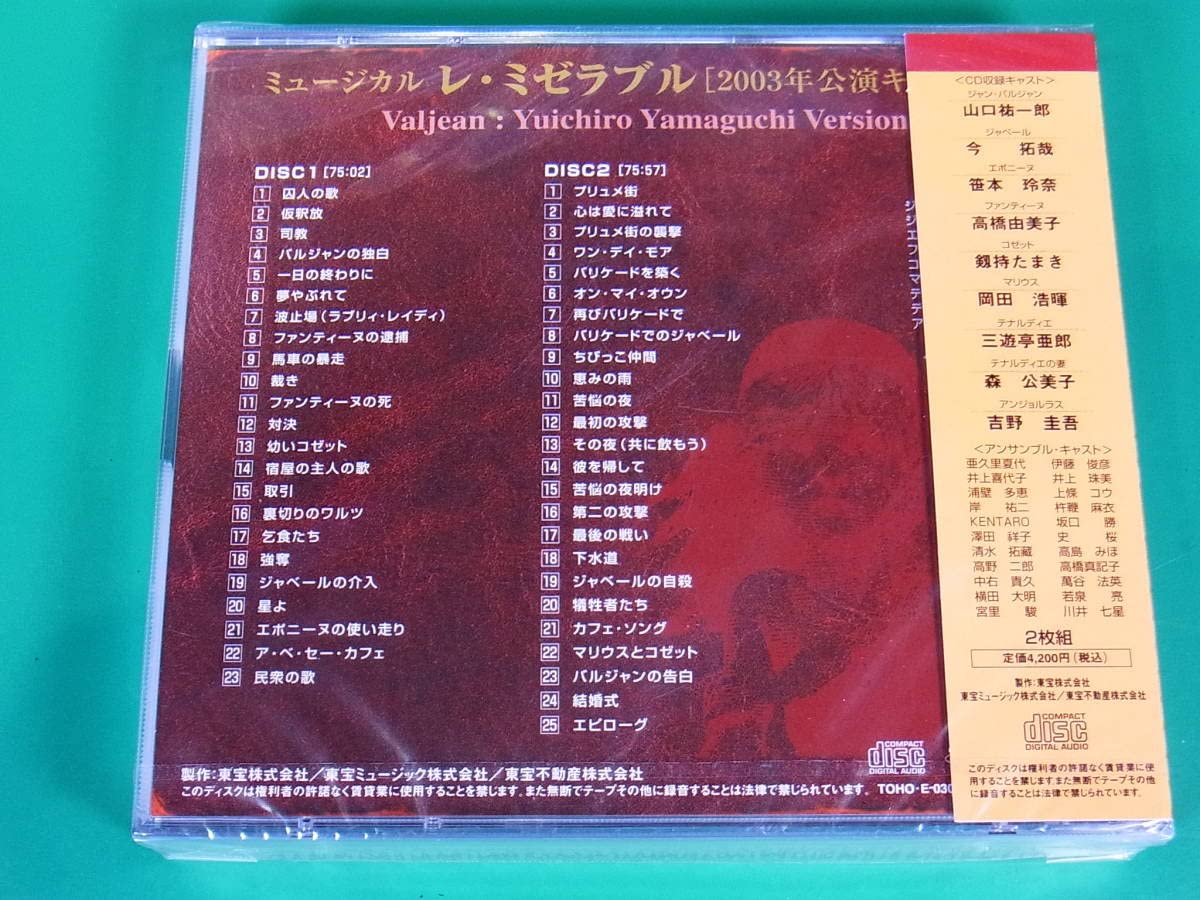 ミュージカル レ・ミゼラブル [2003年公演キ
Valjean : Yuichiro Yamaguchi Version
DISC 1 [75:02]
1 囚人の歌
2 仮釈放
3 司教
4 バルジャンの独白
5 一日の終わりに
6 夢やぶれて
7 波止場(ラブリィ・レイディ)
8 ファンティーヌの逮捕
9 馬車の暴走
10 裁き
11 ファンティーヌの死
12 対決
13 幼いコゼット
14 宿屋の主人の歌
15 取引
16 裏切りのワルツ
17 乞食たち
18 強奪
19 ジャベールの介入
20 星よ
21 エポニーヌの使い走り
22 ア・ベ・セー・カフェ
23 民衆の歌
DISC2 [75:57]
1 プリュメ街
2 心は愛に溢れて
3 プリュメ街の襲撃
4 ワン・デイ・モア
5 バリケードを築く
6 オン・マイ・オウン
7 再びバリケードで
8 バリケードでのジャベール
9 ちびっこ仲間
10 恵みの雨
11 苦悩の夜
12 最初の攻撃
13 その夜(共に飲もう)
14 彼を帰して
15 苦悩の夜明け
16 第二の攻撃
17 最後の戦い
18 下水道
19 ジャベールの自殺
20 犠牲者たち
21 カフェ・ソング
22 マリウスとコゼット
23 バルジャンの告白
24 結婚式
25 エピローグ
COMPACT
disc
DIGITAL AUDIO
製作:東宝株式会社/東宝ミュージック株式会社/東宝不動産株式会社
このディスクは権利者の許諾なく賃貸業に使用することを禁じます。また無断でテープその他に録音することは法律で禁じられています。 TOHO・E-030
<CD収録キャスト>
ジャン・バルジャン
山口祐一郎
ジャベール
今 拓哉
エポニーヌ
笹本 玲奈
ファンティーヌ
高橋由美子
コゼット
剱持たまき
マリウス
岡田 浩暉
テナルディエ
三遊亭亜郎
テナルディエの妻
森 公美子
アンジョルラス
吉野 圭吾
<アンサンブル・キャスト>
亜久里夏代 伊藤 俊彦
井上喜代子 井上 珠美
浦壁 多恵 上條 コウ
岸 祐二 杵鞭 麻衣
KENTARO 坂口 勝
澤田 祥子 史 桜
清水 拓蔵 高島 みほ
高野 二郎 高橋真記子
中右 貴久 萬谷 法英
横田 大明 若泉 亮
宮里 駿 川井 七星
2枚組
定価4,200円(税込)
製作:東宝株式会社
東宝ミュージック株式会社/東宝不動産株式会社
COMPACT
disc
DIGITAL AUDIO
このディスクは権利者の許諾なく賃貸業に使
用することを禁じます。また無断でテープその他
に録音することは法律で禁じられています。